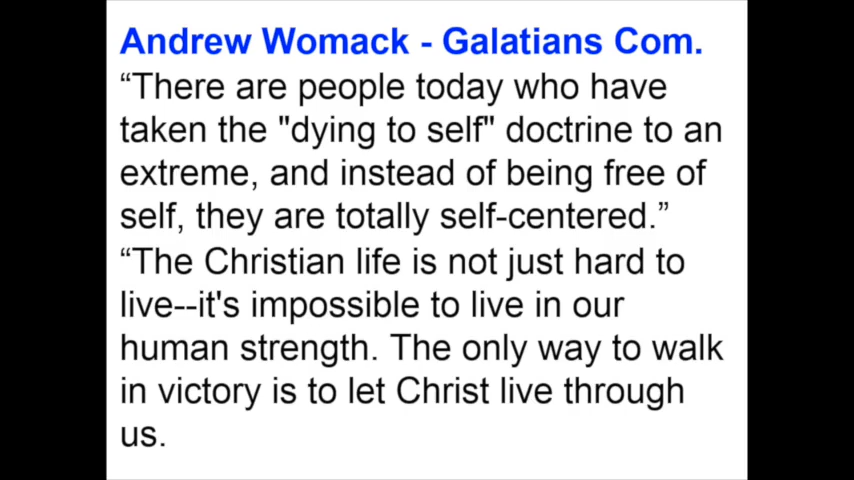 Andrew Womack - Galatians Com.
“There are people today who have
taken the "dying to self" doctrine to an
extreme, and instead of being free of
self, they are totally self-centered.”
“The Christian life is not just hard to
live--it's impossible to live in our
human strength. The only way to walk
in victory is to let Christ live through
us.